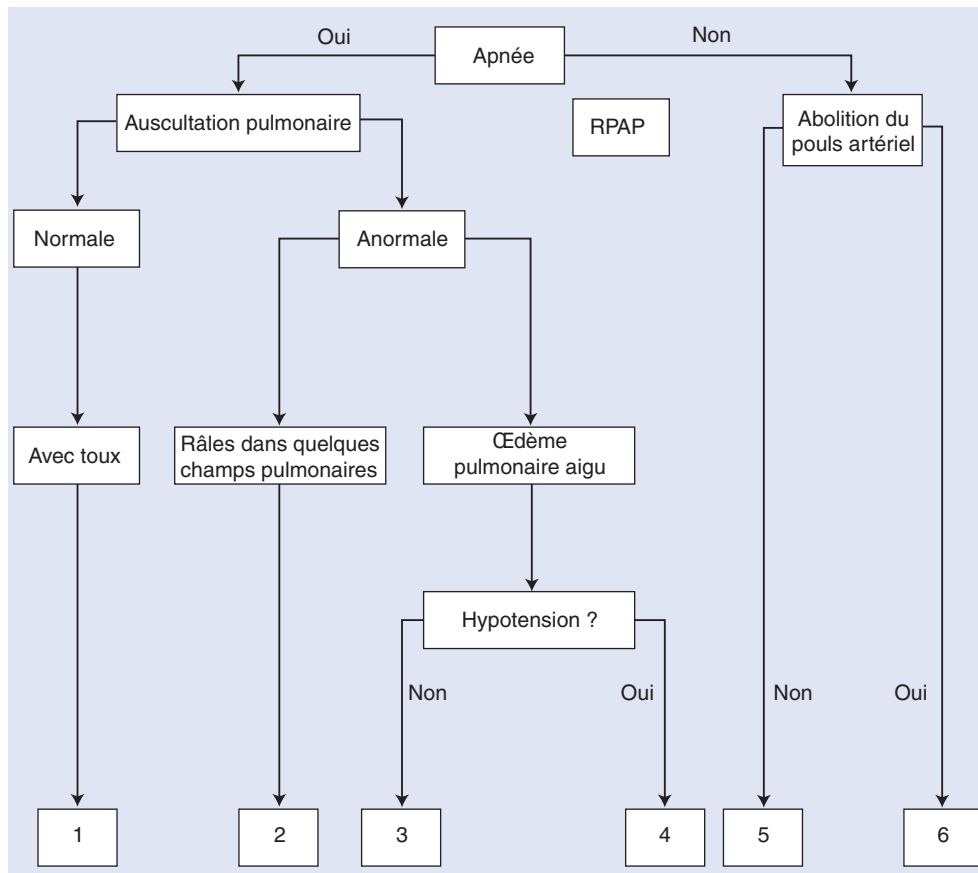 Oui
Apnée
Non
Auscultation pulmonaire
RPAP
Abolition du
pouls artériel
Normale
Anormale
Avec toux
Râles dans quelques
champs pulmonaires
Œdème
pulmonaire aigu
Hypotension ?
Non
Oui
Non
Oui
1
2
3
4
5
6